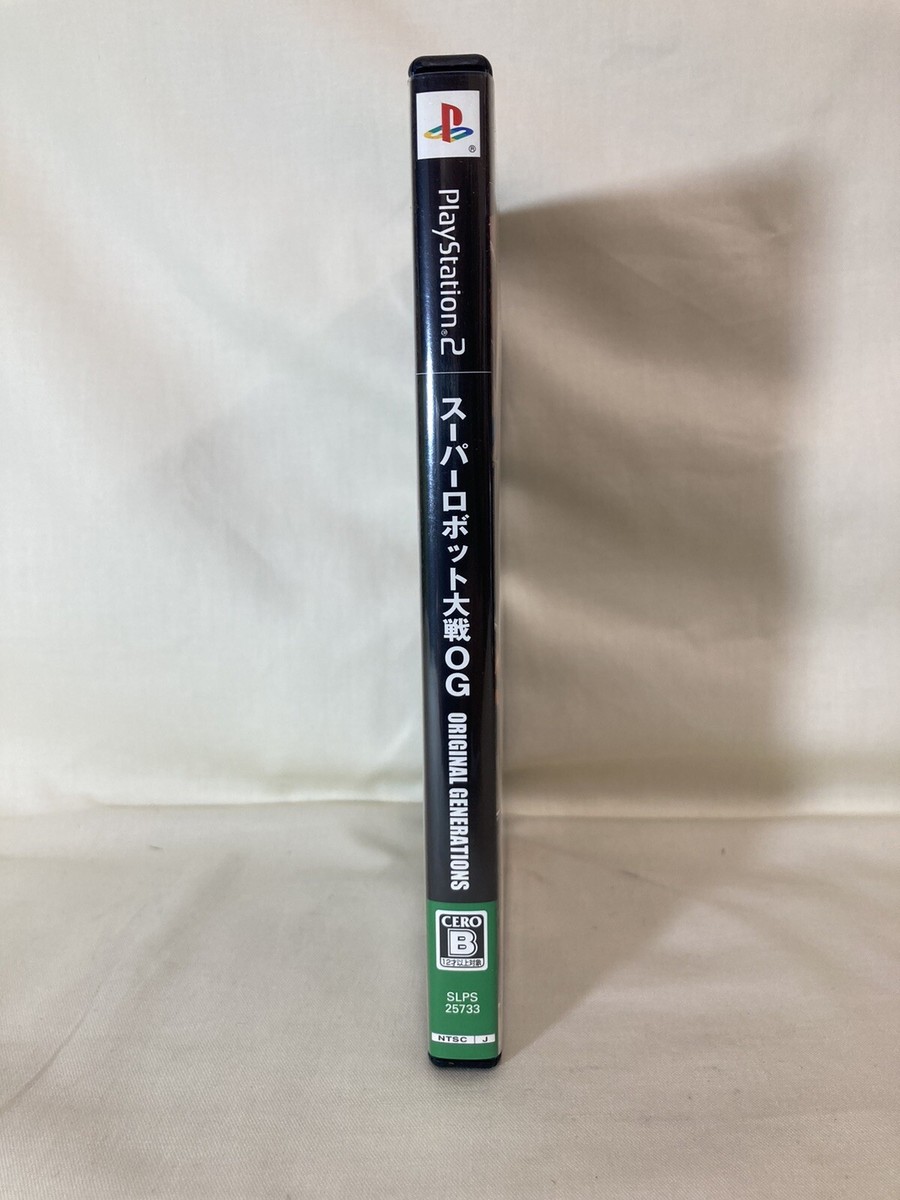 ®
PlayStation®2
スーパーロボット大戦OG
ORIGINAL GENERATIONS
CERO
B
12才以上対象
SLPS
25733
NTSC J